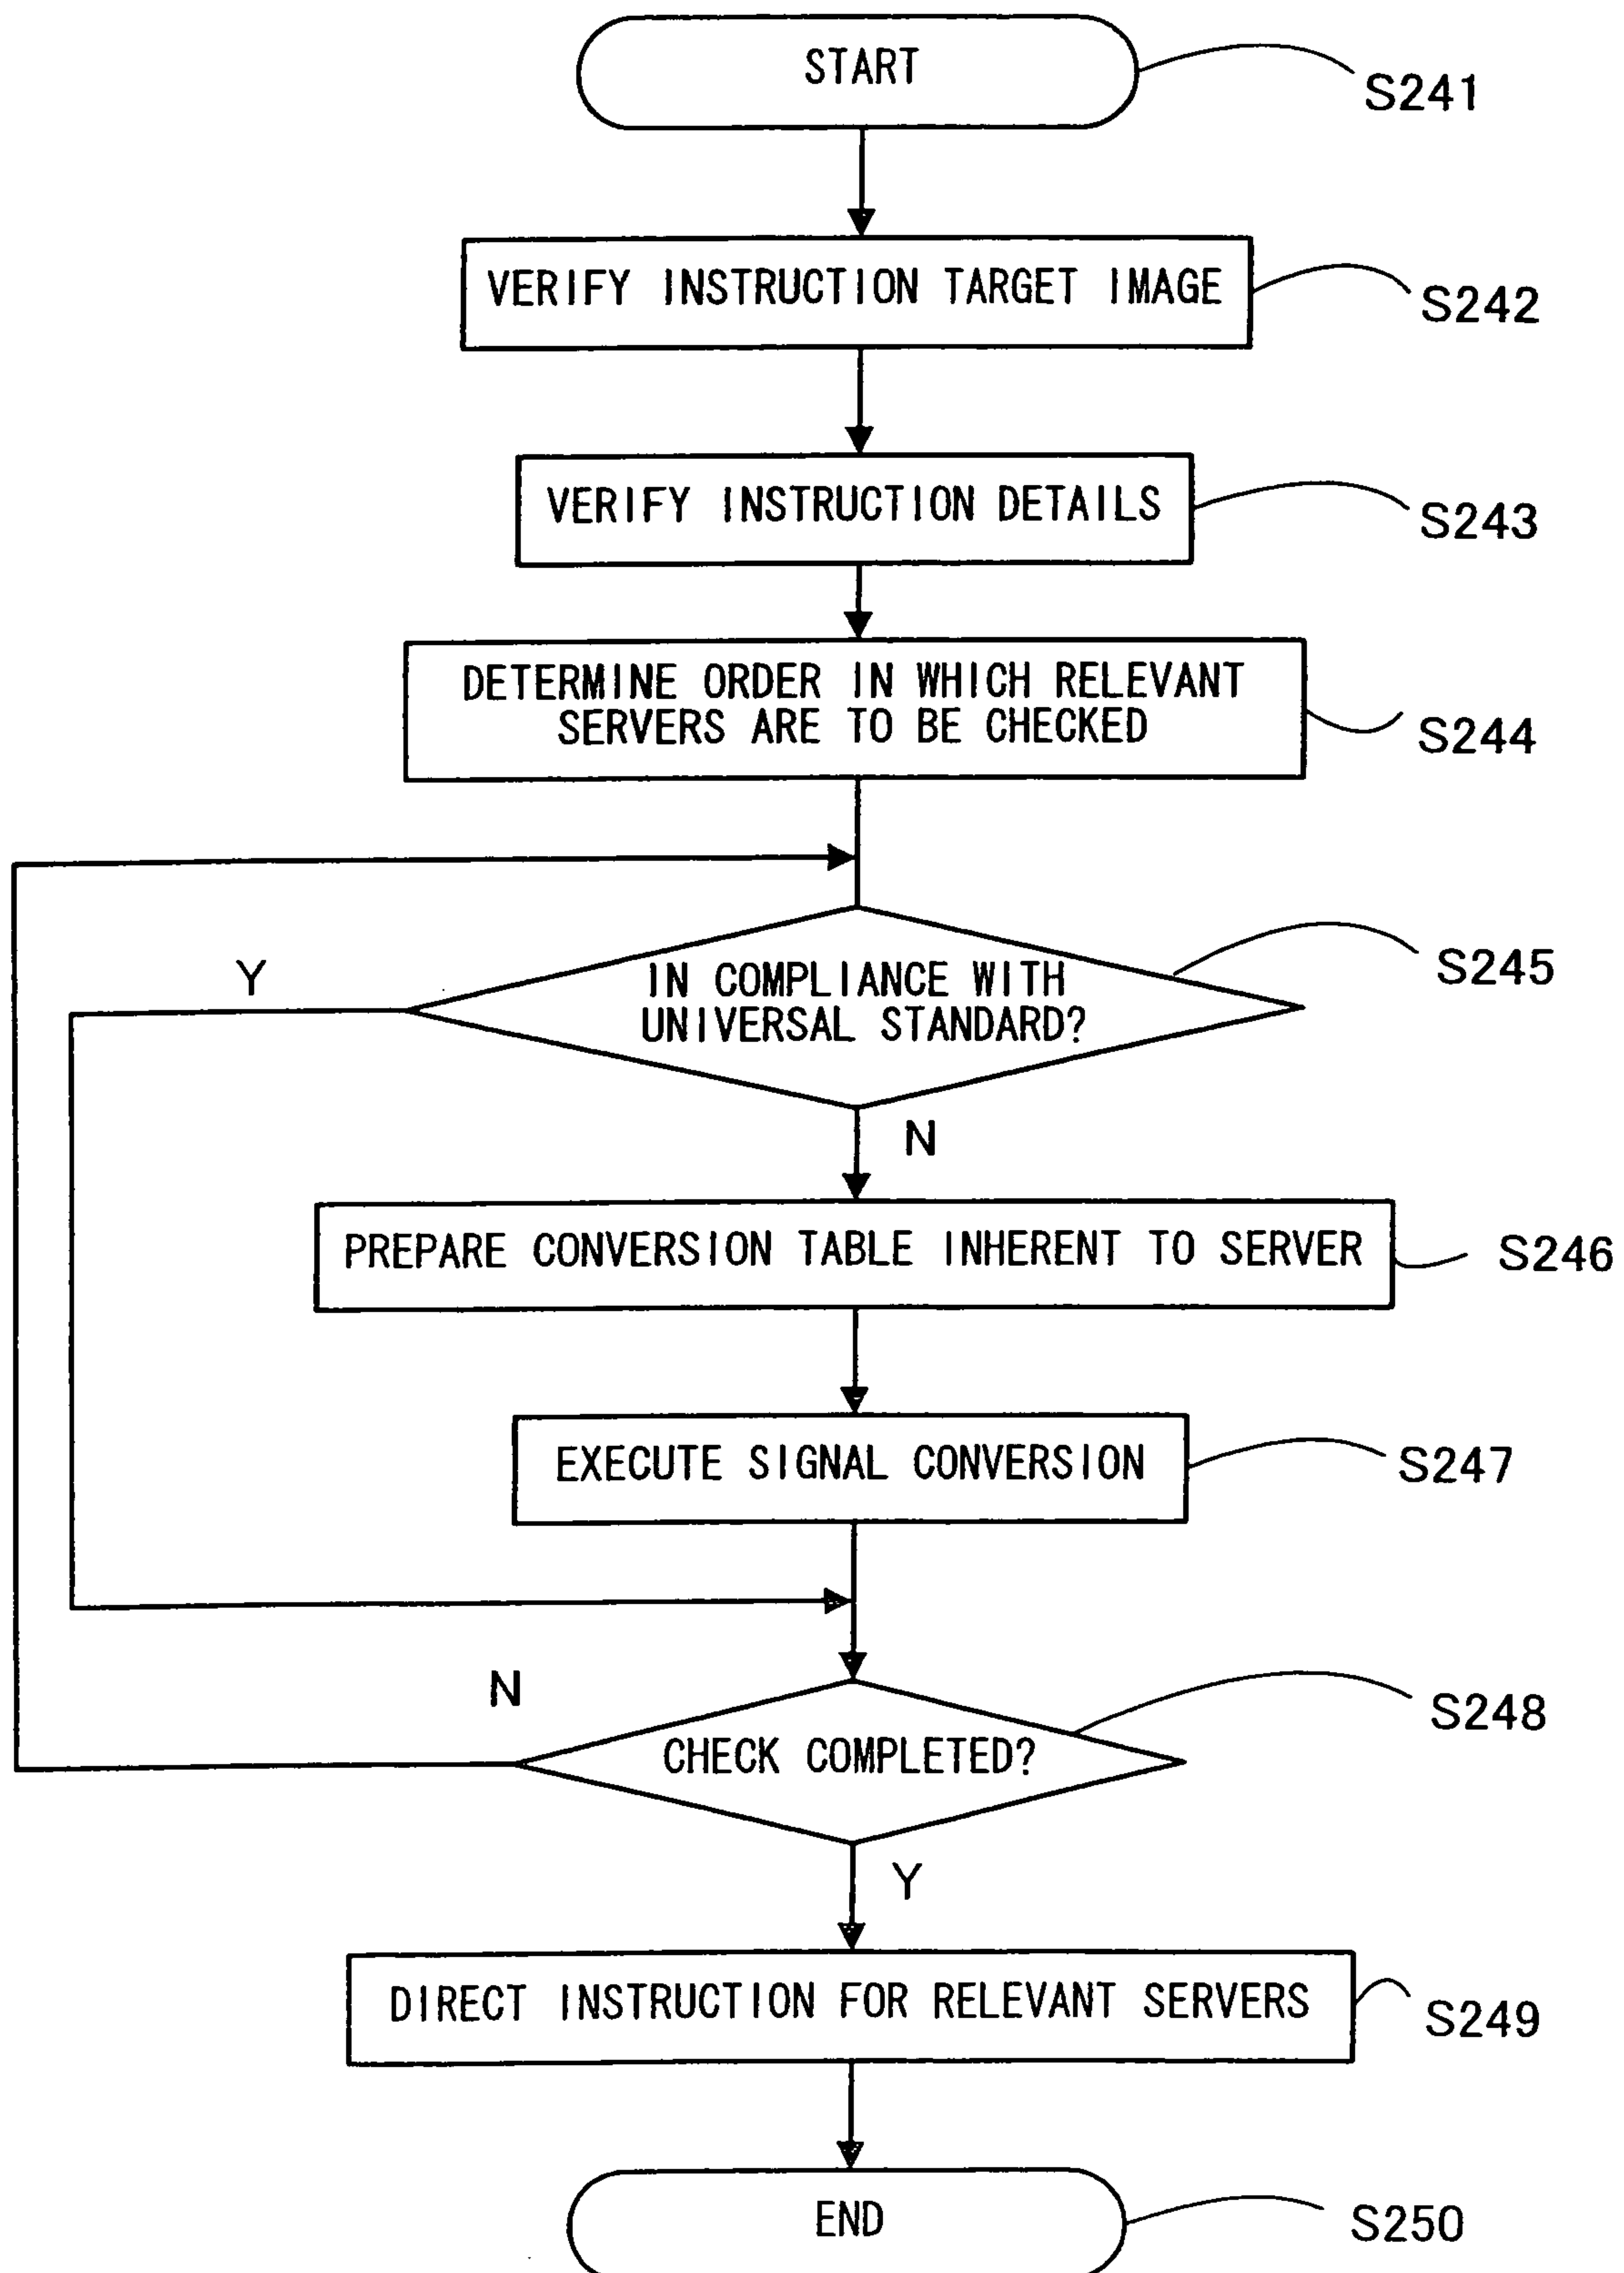 START
S241
VERIFY INSTRUCTION TARGET IMAGE
S242
VERIFY INSTRUCTION DETAILS
S243
DETERMINE ORDER IN WHICH RELEVANT
SERVERS ARE TO BE CHECKED
S244
IN COMPLIANCE WITH
UNIVERSAL STANDARD?
S245
Y
N
PREPARE CONVERSION TABLE INHERENT TO SERVER
S246
EXECUTE SIGNAL CONVERSION
S247
N
CHECK COMPLETED?
S248
Y
DIRECT INSTRUCTION FOR RELEVANT SERVERS
S249
END
S250